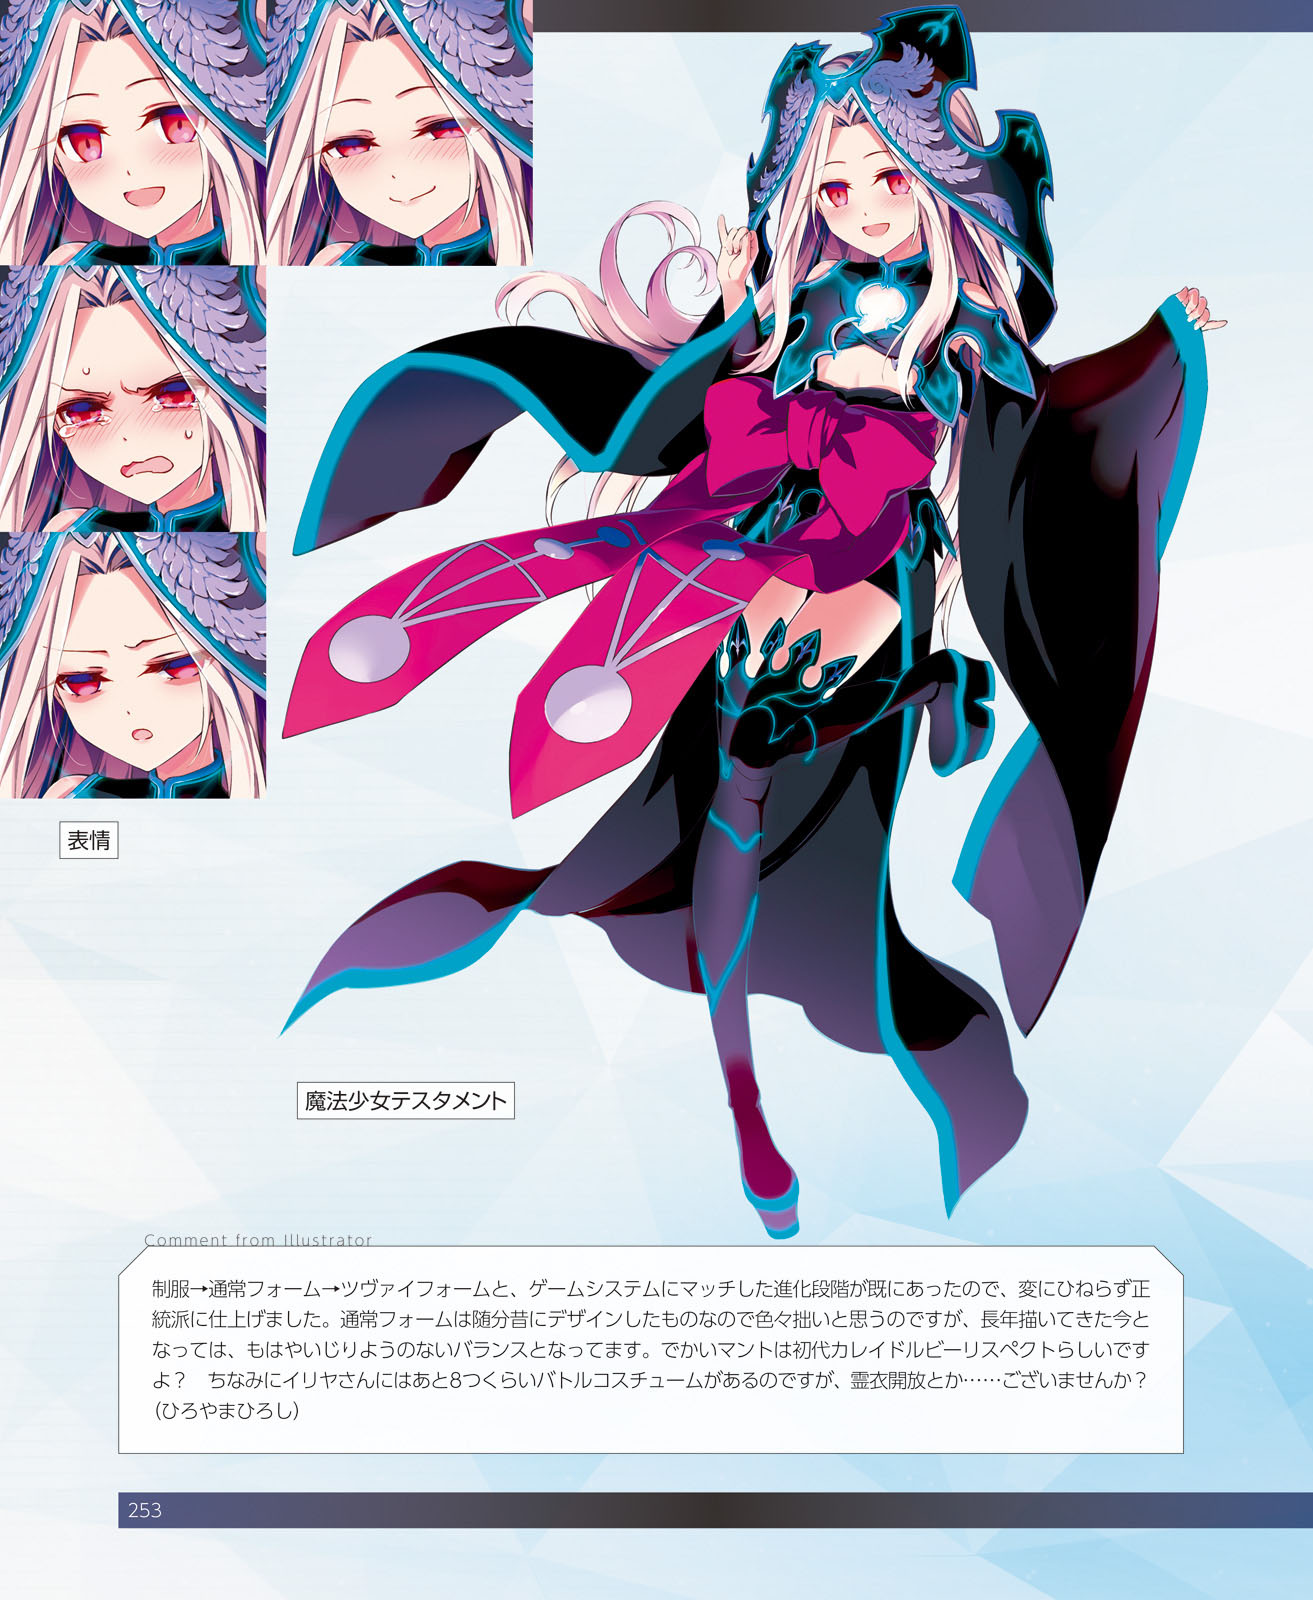 表情
魔法少女テスタメント
Comment from Illustrator
制服→通常フォーム→ツヴァイフォームと、ゲームシステムにマッチした進化段階が既にあったので、変にひねらず正
統派に仕上げました。通常フォームは随分昔にデザインしたものなので色々拙いと思うのですが、長年描いてきた今と
なっては、もはやいじりようのないバランスとなってます。でかいマントは初代カレイドルビーリスペクトらしいです
よ？　ちなみにイリヤさんにはあと8つくらいバトルコスチュームがあるのですが、霊衣開放とか……ございませんか？
（ひろやまひろし）
253